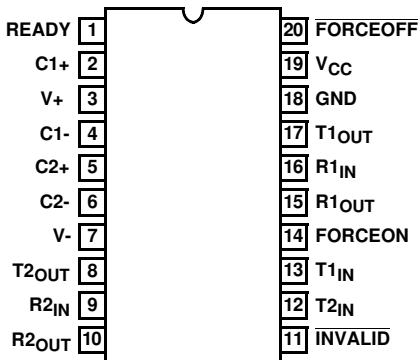 READY 1 20 FORCEOFF
C1+ 2 19 VCC
V+ 3 18 GND
C1- 4 17 T1OUT
C2+ 5 16 R1IN
C2- 6 15 R1OUT
V- 7 14 FORCEON
T2OUT 8 13 T1IN
R2IN 9 12 T2IN
R2OUT 10 11 INVALID